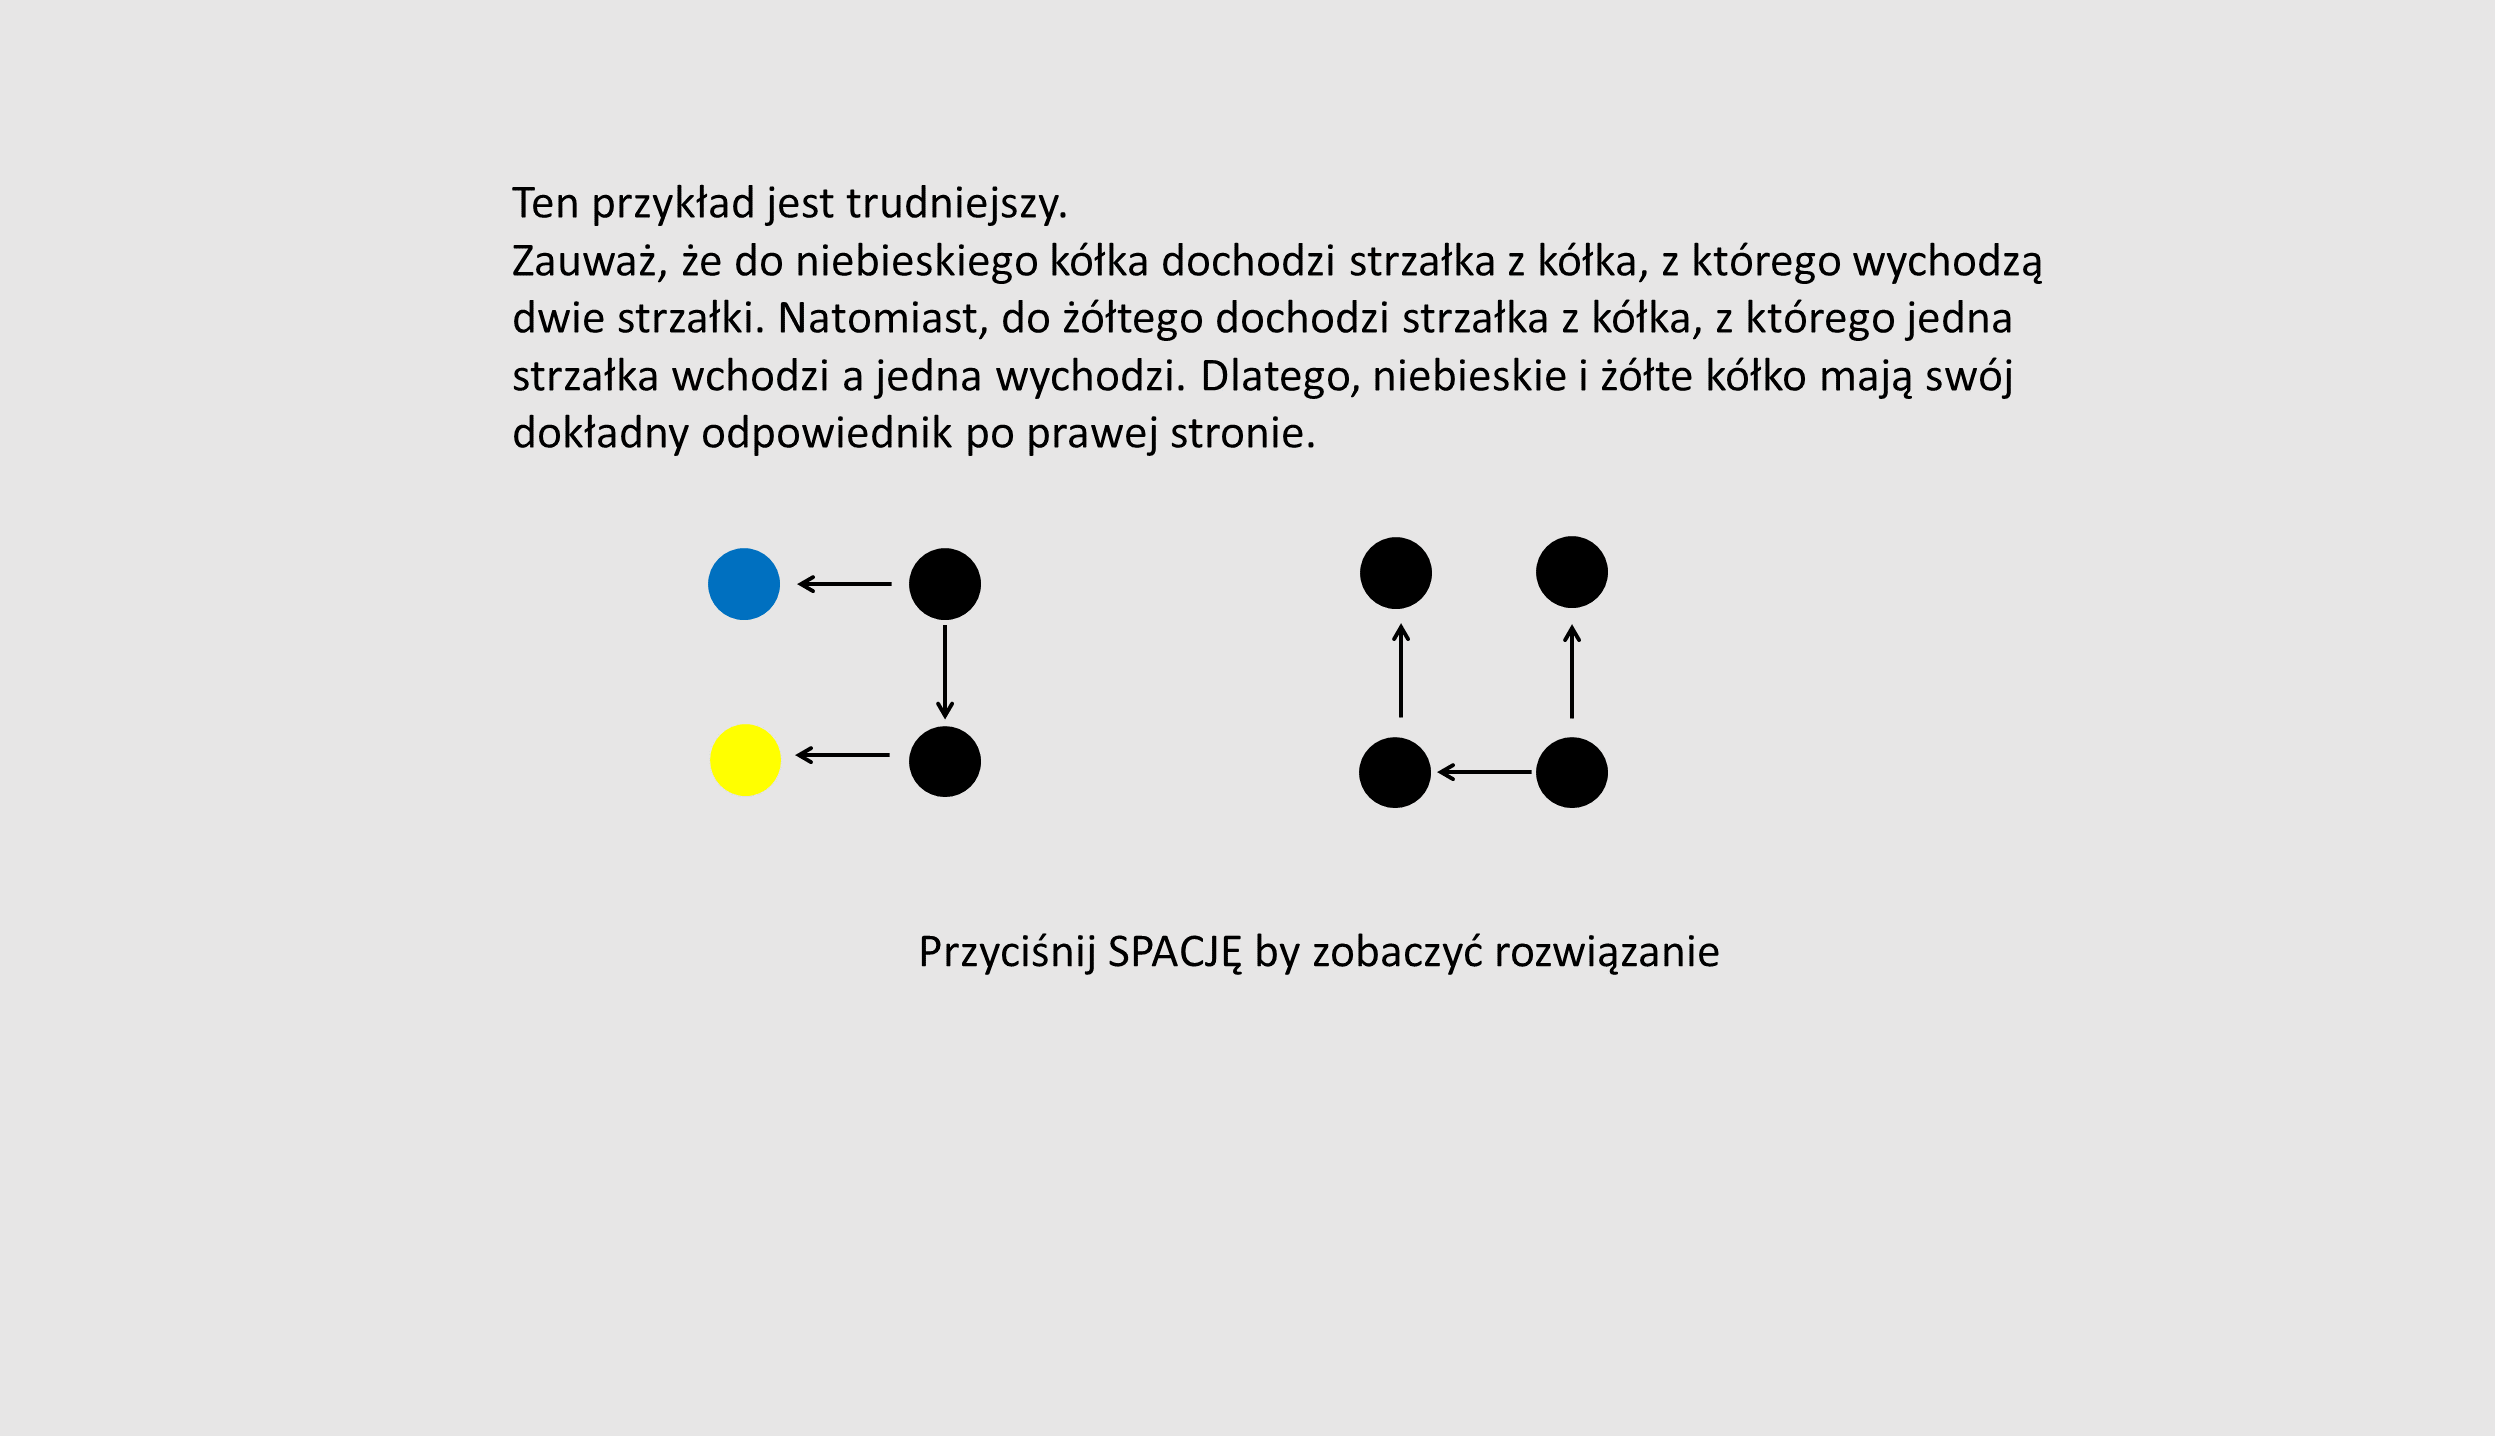 Ten przykład jest trudniejszy.
Zauważ, że do niebieskiego kółka dochodzi strzałka z kółka, z którego wychodzą
dwie strzałki. Natomiast, do żółtego dochodzi strzałka z kółka, z którego jedna
strzałka wchodzi a jedna wychodzi. Dlatego, niebieskie i żółte kółko mają swój
dokładny odpowiednik po prawej stronie.
Przyciśnij SPACJĘ by zobaczyć rozwiązanie